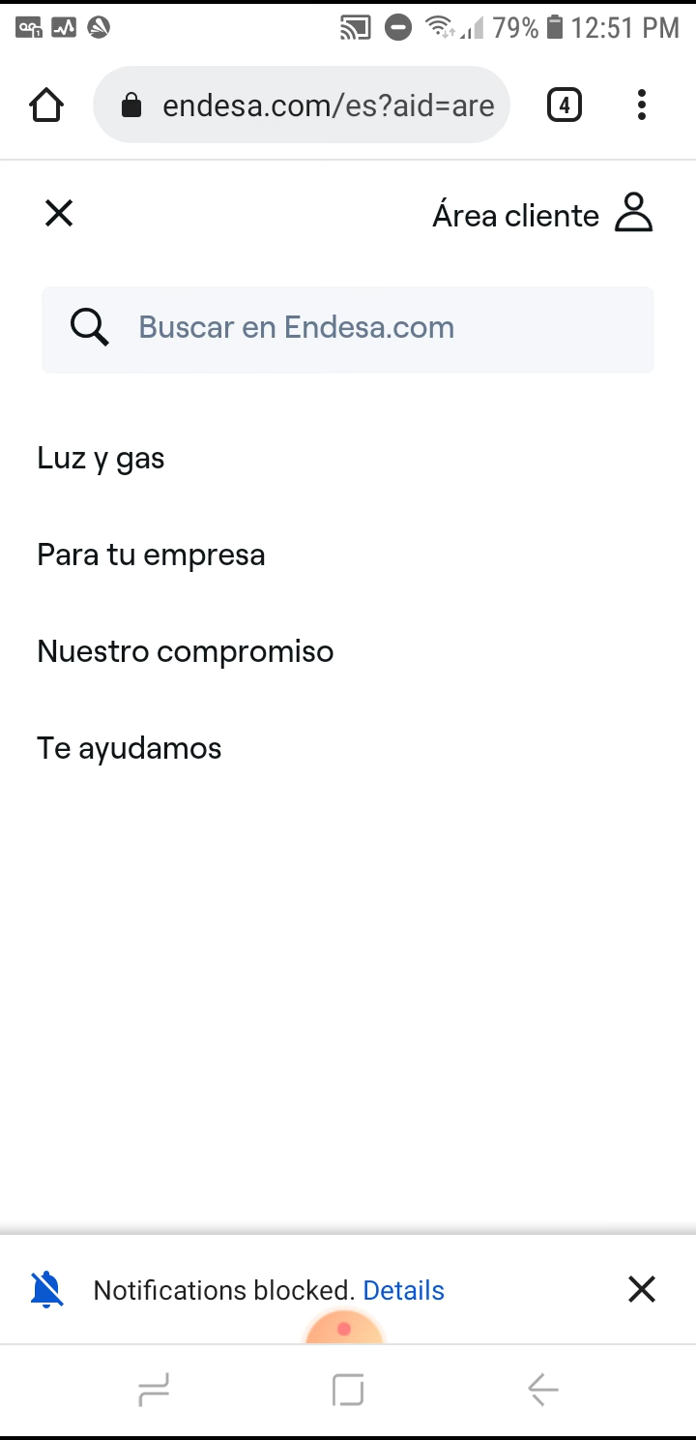 79% 12:51 PM
endesa.com/es?aid=are
4
Área cliente
Buscar en Endesa.com
Luz y gas
Para tu empresa
Nuestro compromiso
Te ayudamos
Notifications blocked. Details